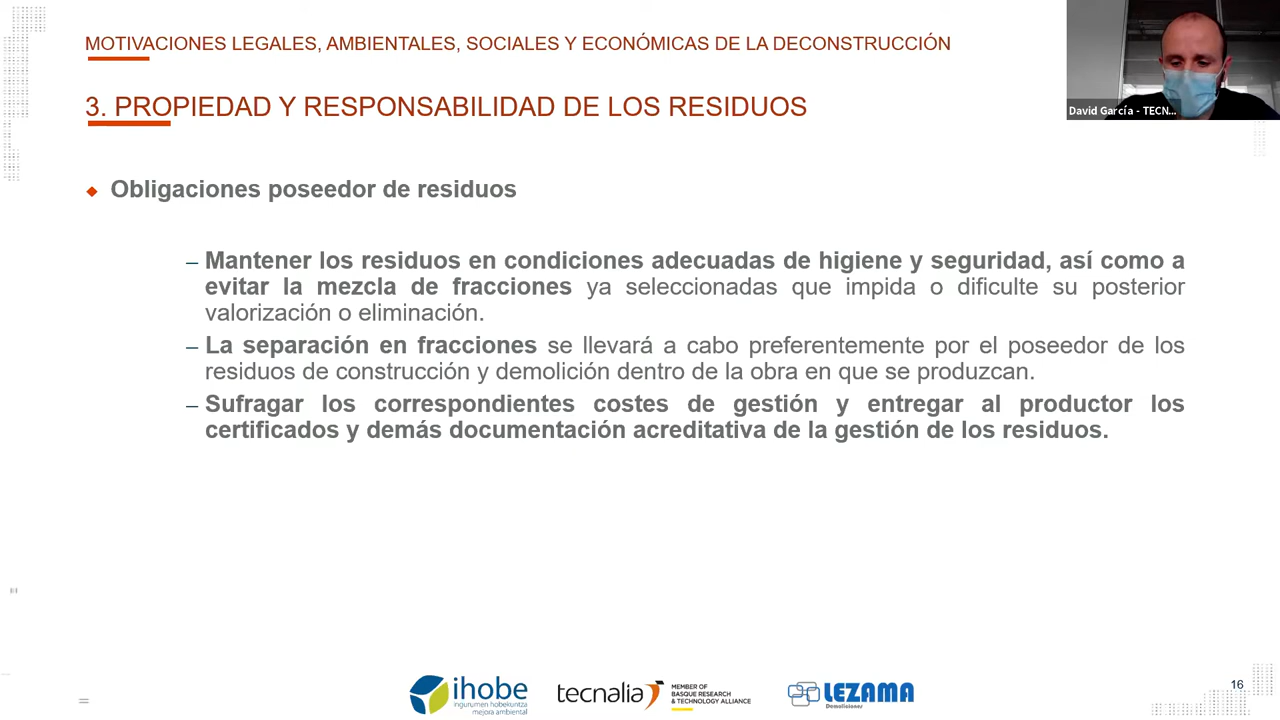 MOTIVACIONES LEGALES, AMBIENTALES, SOCIALES Y ECONÓMICAS DE LA DECONSTRUCCIÓN
David García - TECN...
3. PROPIEDAD Y RESPONSABILIDAD DE LOS RESIDUOS
Obligaciones poseedor de residuos
– Mantener los residuos en condiciones adecuadas de higiene y seguridad, así como a
evitar la mezcla de fracciones ya seleccionadas que impida o dificulte su posterior
valorización o eliminación.
– La separación en fracciones se llevará a cabo preferentemente por el poseedor de los
residuos de construcción y demolición dentro de la obra en que se produzcan.
– Sufragar los correspondientes costes de gestión y entregar al productor los
certificados y demás documentación acreditativa de la gestión de los residuos.
ihobe
ingurumen hobekuntza
mejora ambiental
tecnalia
MEMBER OF
BASQUE RESEARCH
& TECHNOLOGY ALLIANCE
LEZAMA
Demoliciones
16